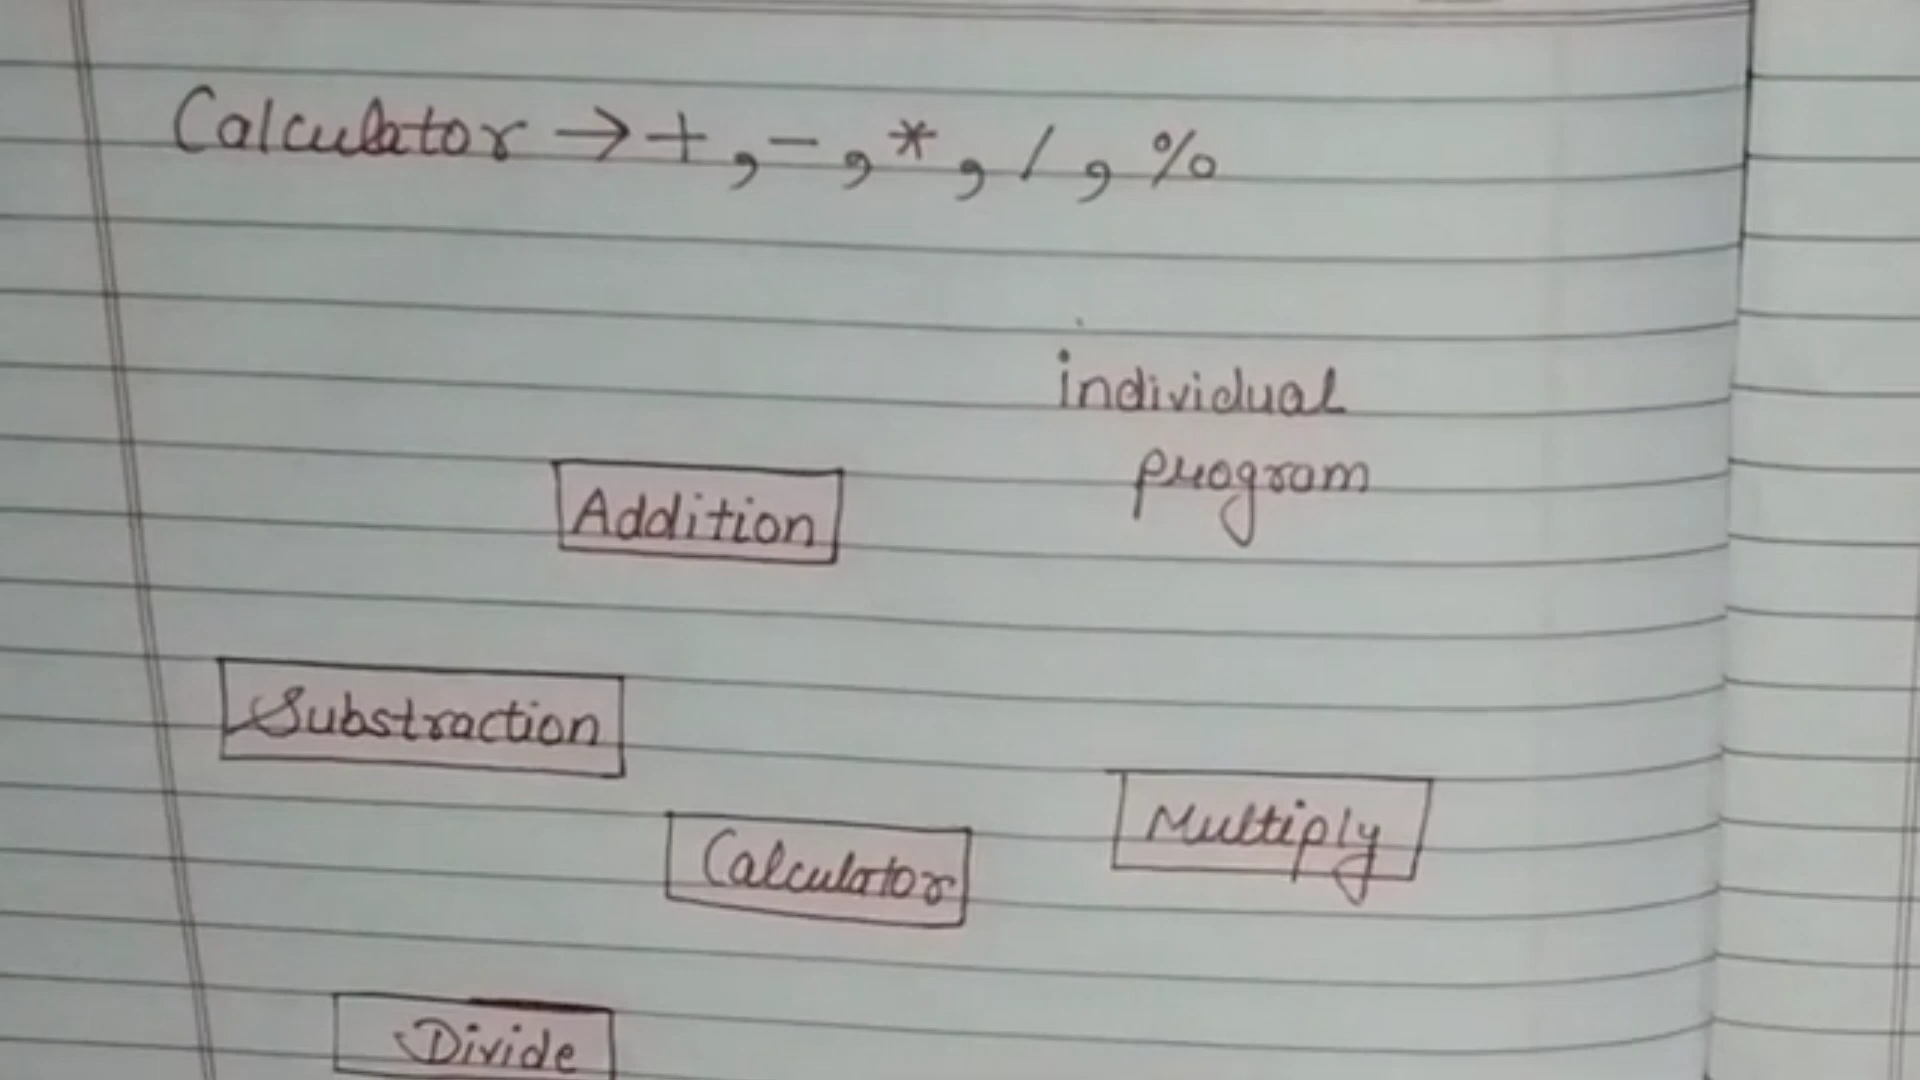 Calculator → +, -, *, /, %
individual
program
Addition
Substraction
Multiply
Calculator
Divide